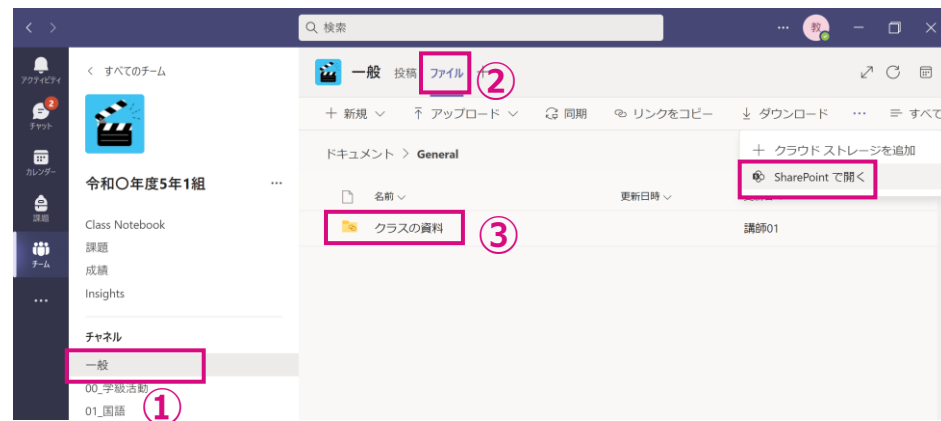 検索
教
アクティビティ
2
チャット
カレンダー
課題
チーム
すべてのチーム
令和〇年度5年1組
Class Notebook
課題
成績
Insights
チャネル
一般
00_学級活動
01_国語
①
一般 投稿 ファイル +
②
+ 新規 アップロード 同期 リンクをコピー ダウンロード … すべて
ドキュメント > General
+ クラウド ストレージを追加
SharePoint で開く
名前 更新日時
クラスの資料 講師01
③